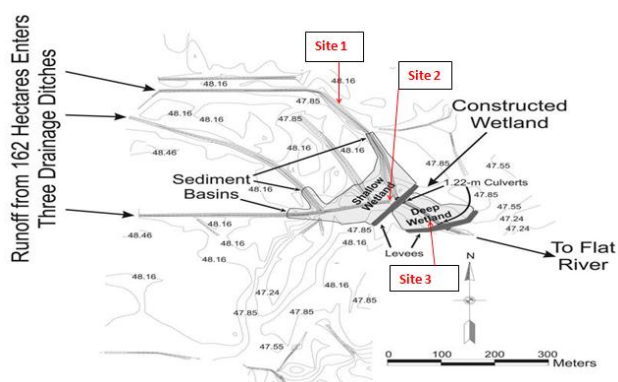 Runoff from 162 Hectares Enters
Three Drainage Ditches
Site 1
Site 2
48.16
48.16
47.85
Constructed
Wetland
48.16
48.16
47.85
48.16
48.46
47.85
47.55
Sediment
Basins
48.16
Shallow
Wetland
1.22-m Culverts
47.85
Deep
Wetland
47.55
47.24
47.24
48.16
48.46
48.16
47.85
48.16
Levees
To Flat
River
48.16
48.16
48.16
Site 3
N
47.24
47.85
47.85
47.85
47.55
0 100 200 300
Meters